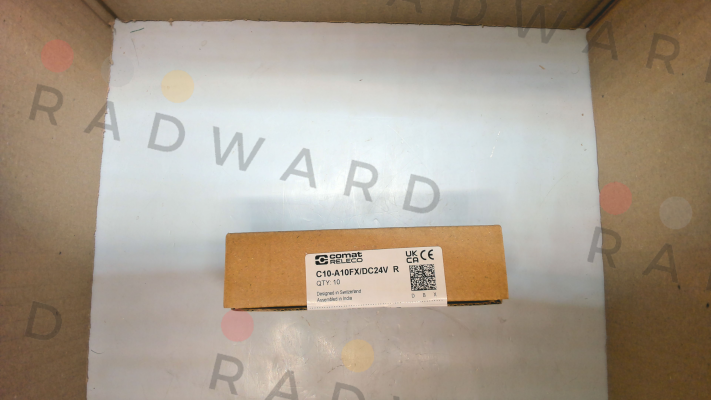 RADWARD
RADWARD
comat
RELECO
C10-A10FX/DC24V R
QTY: 10
Designed in Switzerland
Assembled in India
UK
CA
CE
D B X
RAD
RADWARD